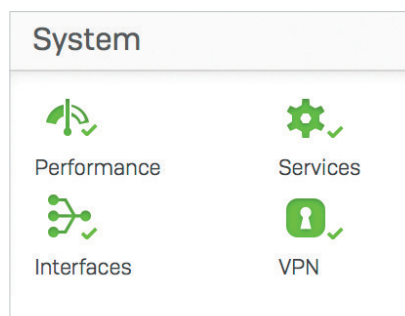 System
Performance
Services
Interfaces
VPN